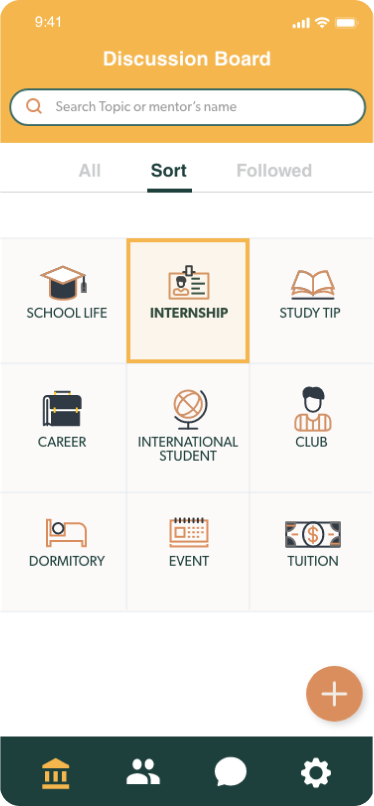 9:41
Discussion Board
Search Topic or mentor's name
All Sort Followed
SCHOOL LIFE INTERNSHIP STUDY TIP
CAREER INTERNATIONAL STUDENT CLUB
DORMITORY EVENT TUITION